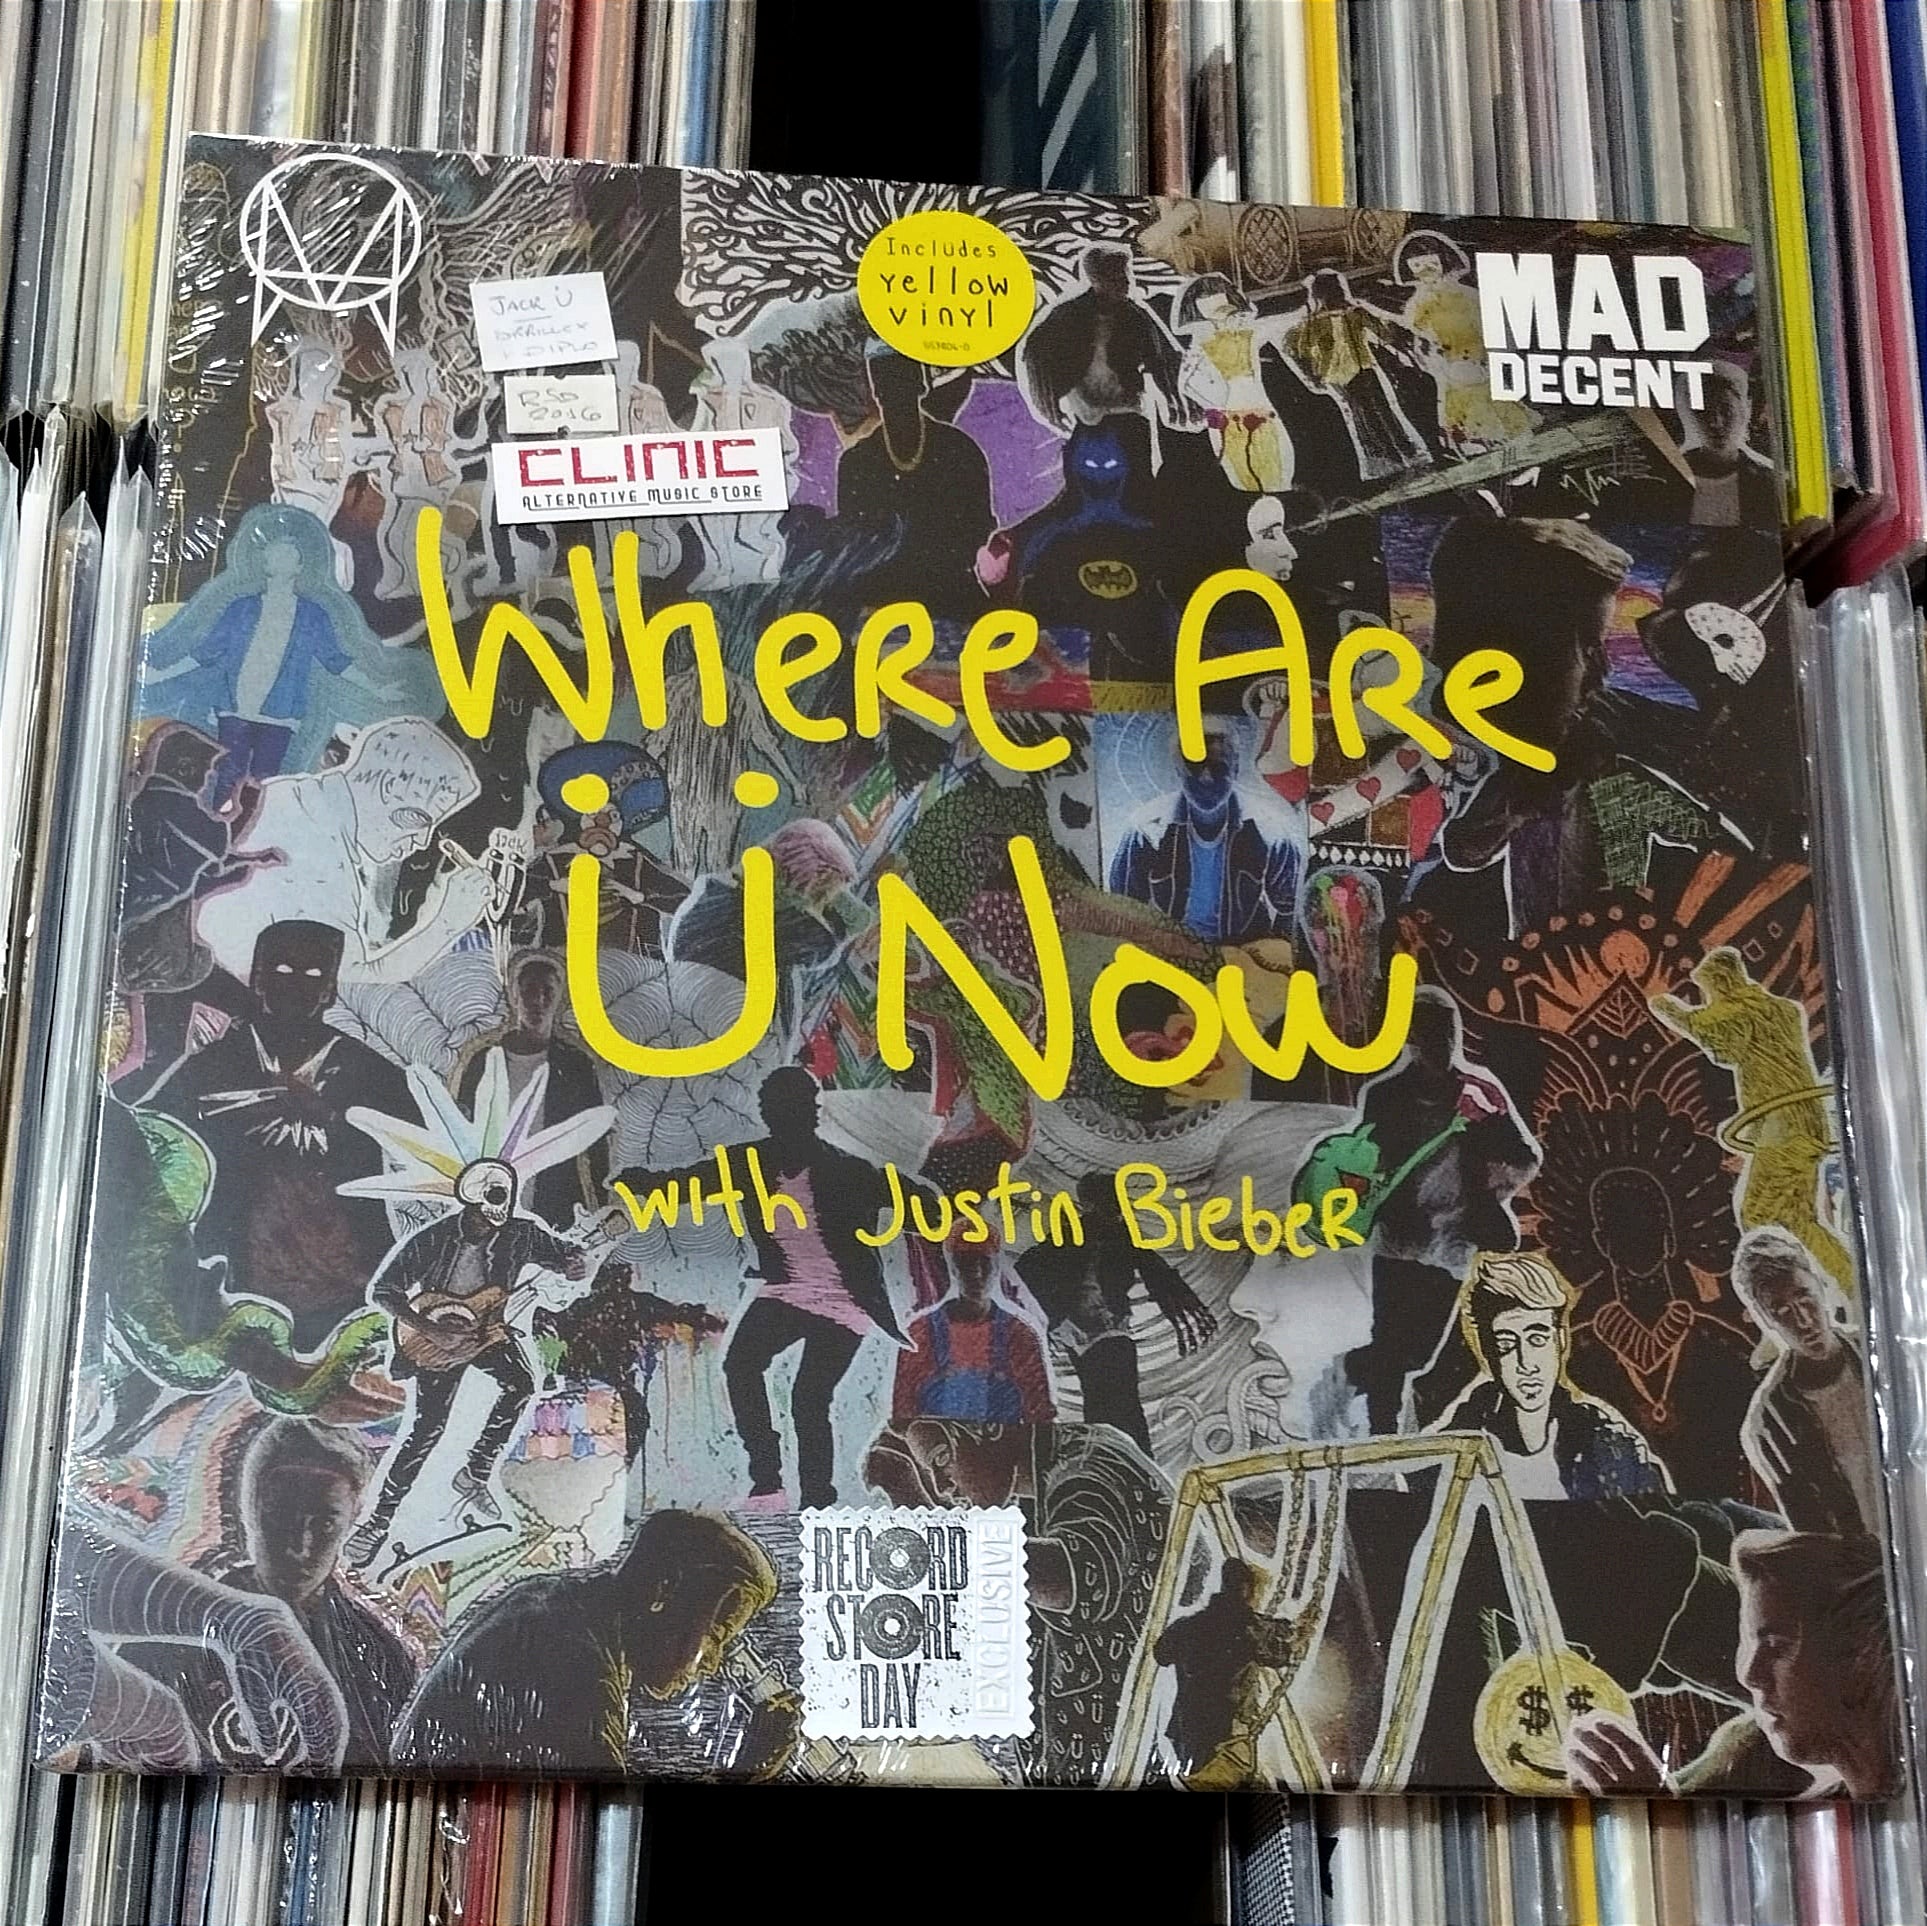 Includes
yellow
vinyl
MAD
DECENT
JACK Ü
SKRILLEX
+ DIPLO
RSD
2016
CLINIC
ALTERNATIVE MUSIC STORE
Where Are
Ü Now
with Justin Bieber
RECORD
STORE
DAY
EXCLUSIVE